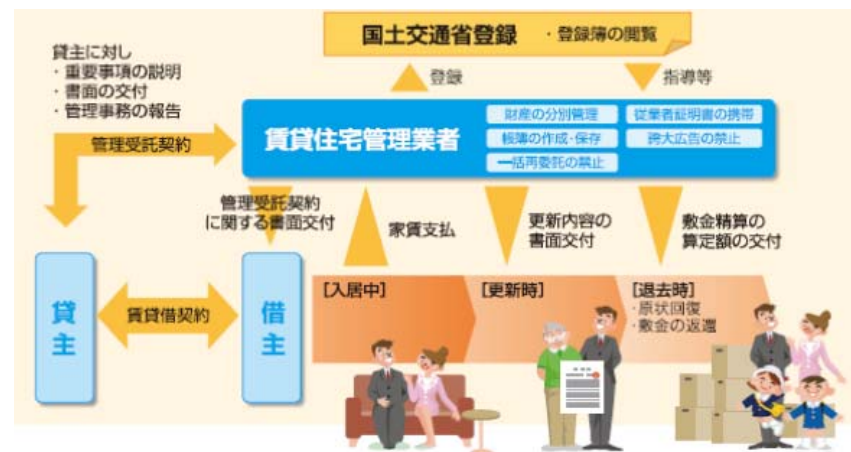 国土交通省登録 ・登録簿の閲覧
貸主に対し
・重要事項の説明
・書面の交付
・管理事務の報告
登録
指導等
管理受託契約
賃貸住宅管理業者
財産の分別管理
従業者証明書の携帯
帳簿の作成・保存
誇大広告の禁止
一括再委託の禁止
管理受託契約
に関する書面交付
家賃支払
更新内容の
書面交付
敷金精算の
算定額の交付
貸主
賃貸借契約
借主
[入居中]
[更新時]
[退去時]
・原状回復
・敷金の返還